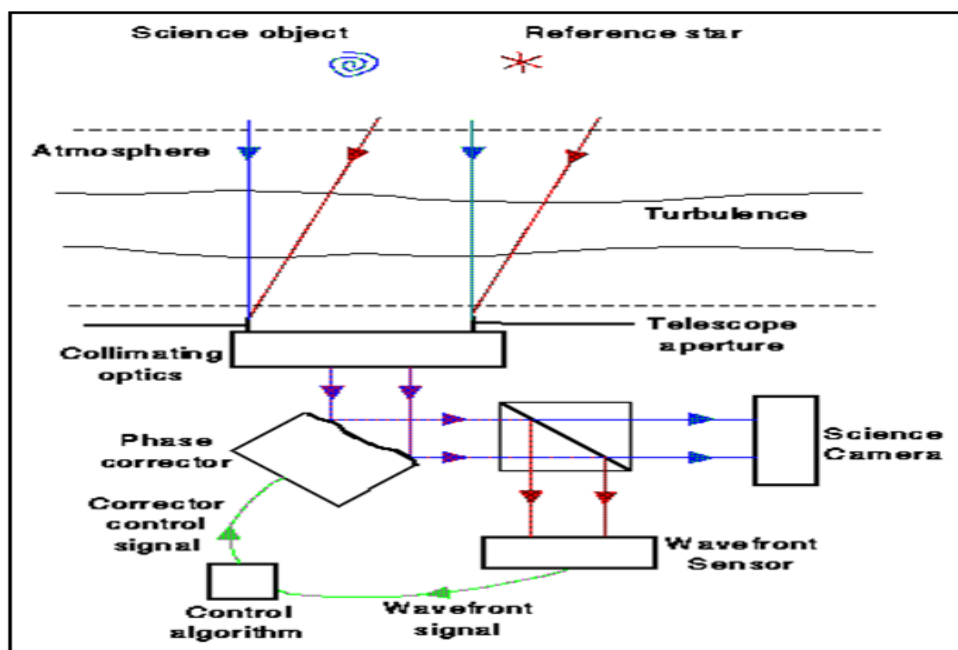 Science object
Reference star
Atmosphere
Turbulence
Telescope
aperture
Collimating
optics
Phase
corrector
Science
Camera
Corrector
control
signal
Wavefront
Sensor
Control
algorithm
Wavefront
signal